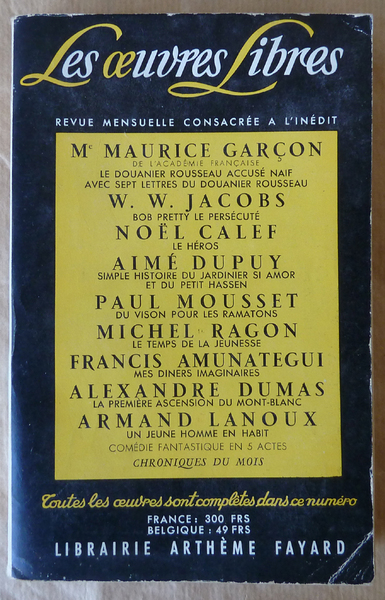 Les œuvres Libres
REVUE MENSUELLE CONSACRÉE A L'INÉDIT
Me MAURICE GARÇON
DE L'ACADÉMIE FRANÇAISE
LE DOUANIER ROUSSEAU ACCUSÉ NAIF
AVEC SEPT LETTRES DU DOUANIER ROUSSEAU
W. W. JACOBS
BOB PRETTY LE PERSÉCUTÉ
NOËL CALEF
LE HÉROS
AIMÉ DUPUY
SIMPLE HISTOIRE DU JARDINIER SI AMOR
ET DU PETIT HASSEN
PAUL MOUSSET
DU VISON POUR LES RAMATONS
MICHEL RAGON
LE TEMPS DE LA JEUNESSE
FRANCIS AMUNATEGUI
MES DINERS IMAGINAIRES
ALEXANDRE DUMAS
LA PREMIÈRE ASCENSION DU MONT-BLANC
ARMAND LANOUX
UN JEUNE HOMME EN HABIT
COMÉDIE FANTASTIQUE EN 5 ACTES
CHRONIQUES DU MOIS
Toutes les œuvres sont complètes dans ce numéro
FRANCE : 300 FRS
BELGIQUE : 49 FRS
LIBRAIRIE ARTHÈME FAYARD